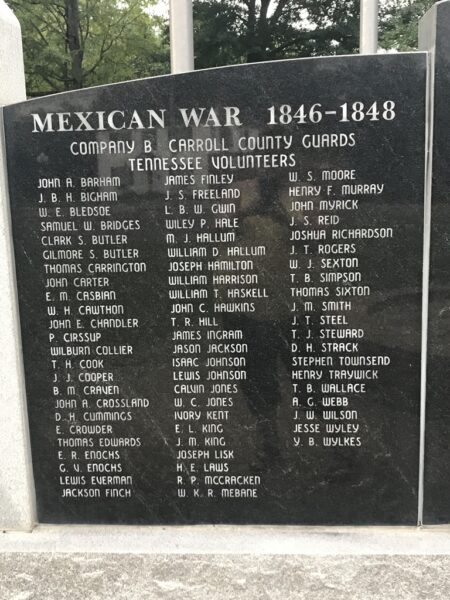 MEXICAN WAR 1846-1848
COMPANY B. CARROLL COUNTY GUARDS
TENNESSEE VOLUNTEERS
JOHN A. BARHAM
J. B. H. BIGHAM
W. E. BLEDSOE
SAMUEL W. BRIDGES
CLARK S. BUTLER
GILMORE S. BUTLER
THOMAS CARRINGTON
JOHN CARTER
E. M. CASBIAN
W. H. CAWTHON
JOHN E. CHANDLER
P. CIRSSUP
WILBURN COLLIER
T. H. COOK
J. J. COOPER
B. M. CRAVEN
JOHN A. CROSSLAND
D. H. CUMMINGS
E. CROWDER
THOMAS EDWARDS
E. R. ENOCHS
G. V. ENOCHS
LEWIS EVERMAN
JACKSON FINCH
JAMES FINLEY
J. S. FREELAND
L. B. W. GWIN
WILEY P. HALE
M. J. HALLUM
WILLIAM D. HALLUM
JOSEPH HAMILTON
WILLIAM HARRISON
WILLIAM T. HASKELL
JOHN C. HAWKINS
T. R. HILL
JAMES INGRAM
JASON JACKSON
ISAAC JOHNSON
LEWIS JOHNSON
CALVIN JONES
W. C. JONES
IVORY KENT
E. L. KING
J. M. KING
JOSEPH LISK
H. E. LAWS
R. P. MCCRACKEN
W. K. R. MEBANE
W. S. MOORE
HENRY F. MURRAY
JOHN MYRICK
J. S. REID
JOSHUA RICHARDSON
J. T. ROGERS
W. J. SEXTON
T. B. SIMPSON
THOMAS SIXTON
J. M. SMITH
J. T. STEEL
T. J. STEWARD
D. H. STRACK
STEPHEN TOWNSEND
HENRY TRAYWICK
T. B. WALLACE
A. G. WEBB
J. W. WILSON
JESSE WYLEY
Y. B. WYLKES